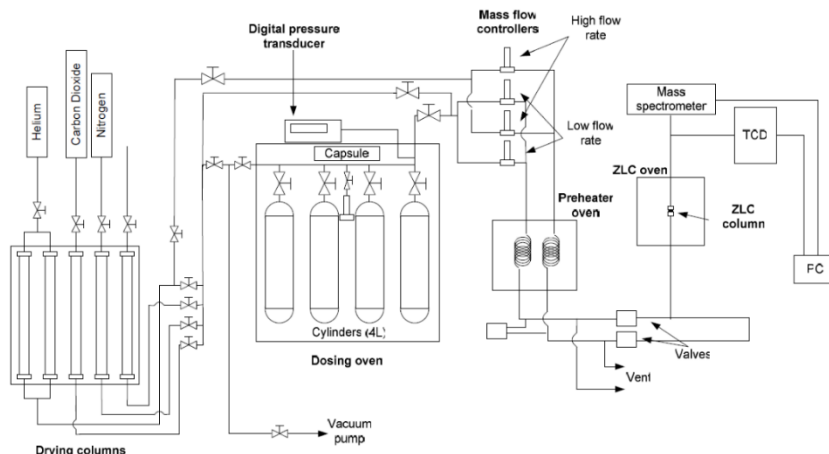 Digital pressure
transducer
Mass flow
controllers
High flow
rate
Helium
Carbon Dioxide
Nitrogen
Mass
spectrometer
TCD
Low flow
rate
Capsule
ZLC oven
ZLC
column
Preheater
oven
PC
Cylinders (4L)
Dosing oven
Valves
Vent
Vacuum
pump
Drying columns